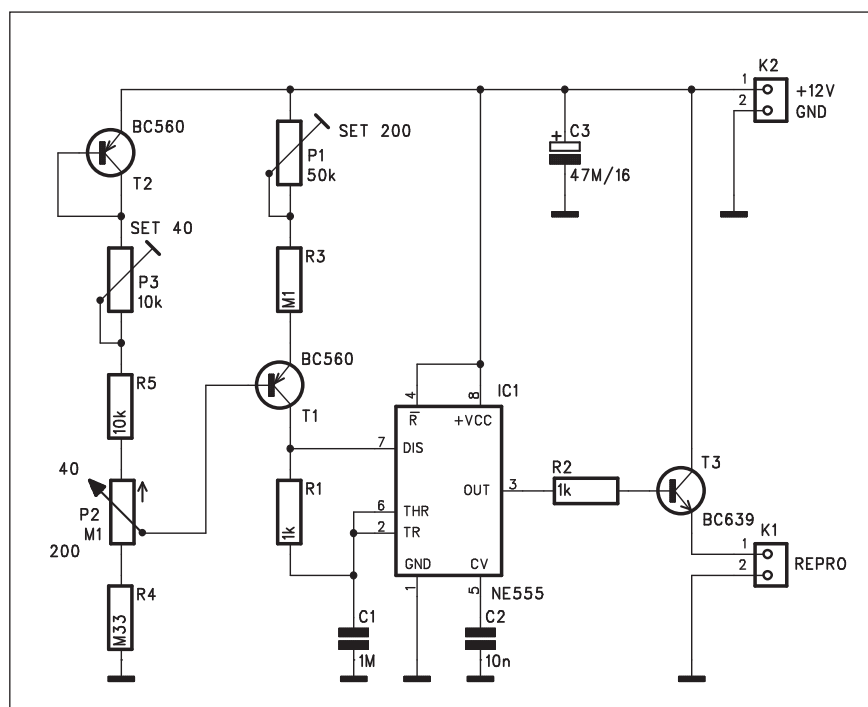 K2
1
+12V
2
GND
BC560
T2
SET 200
P1
50k
+
C3
47M/16
SET 40
P3
10k
R3
M1
BC560
T1
R5
10k
4
8
IC1
R
+VCC
7
DIS
40
P2
M1
200
R1
1k
OUT
3
R2
1k
T3
BC639
6
THR
2
TR
GND
CV
1
5
NE555
K1
1
2
REPRO
R4
M33
C1
1M
C2
10n